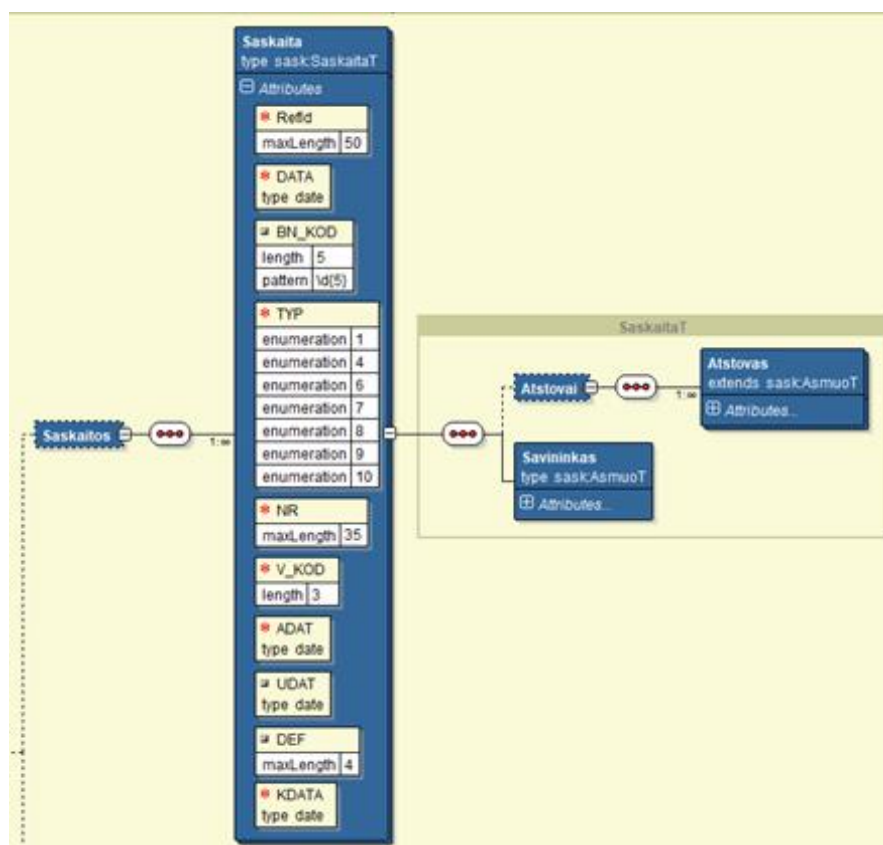 Saskaita
type sask:SaskaitaT
Attributes
RefId
maxLength 50
DATA
type date
BN_KOD
length 5
pattern \d{5}
TYP
enumeration 1
enumeration 4
enumeration 6
enumeration 7
enumeration 8
enumeration 9
enumeration 10
NR
maxLength 35
V_KOD
length 3
ADAT
type date
UDAT
type date
DEF
maxLength 4
KDATA
type date
Saskaitos
1:∞
SaskaitaT
Atstovai
1:∞
Atstovas
extends sask:AsmuoT
Attributes...
Savininkas
type sask:AsmuoT
Attributes...